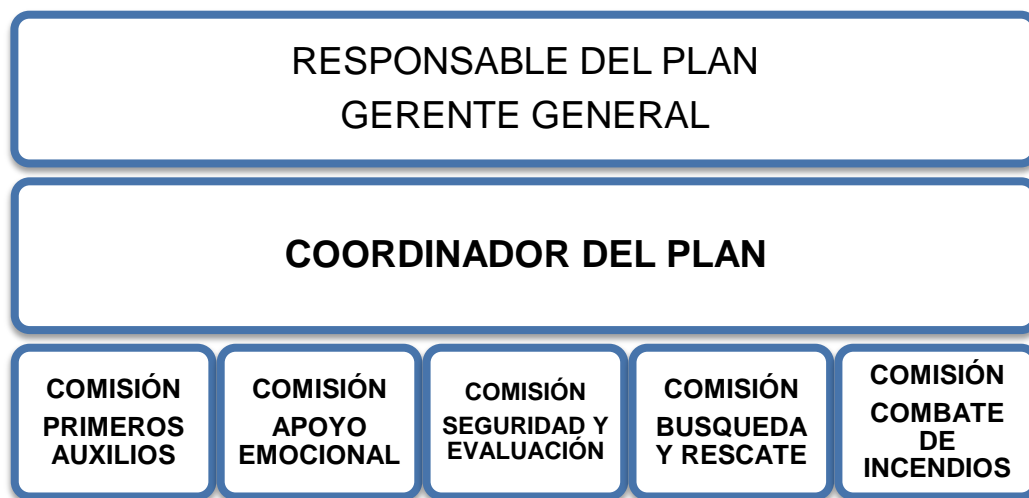 RESPONSABLE DEL PLAN
GERENTE GENERAL
COORDINADOR DEL PLAN
COMISIÓN
PRIMEROS
AUXILIOS
COMISIÓN
APOYO
EMOCIONAL
COMISIÓN
SEGURIDAD Y
EVALUACIÓN
COMISIÓN
BUSQUEDA
Y RESCATE
COMISIÓN
COMBATE
DE
INCENDIOS